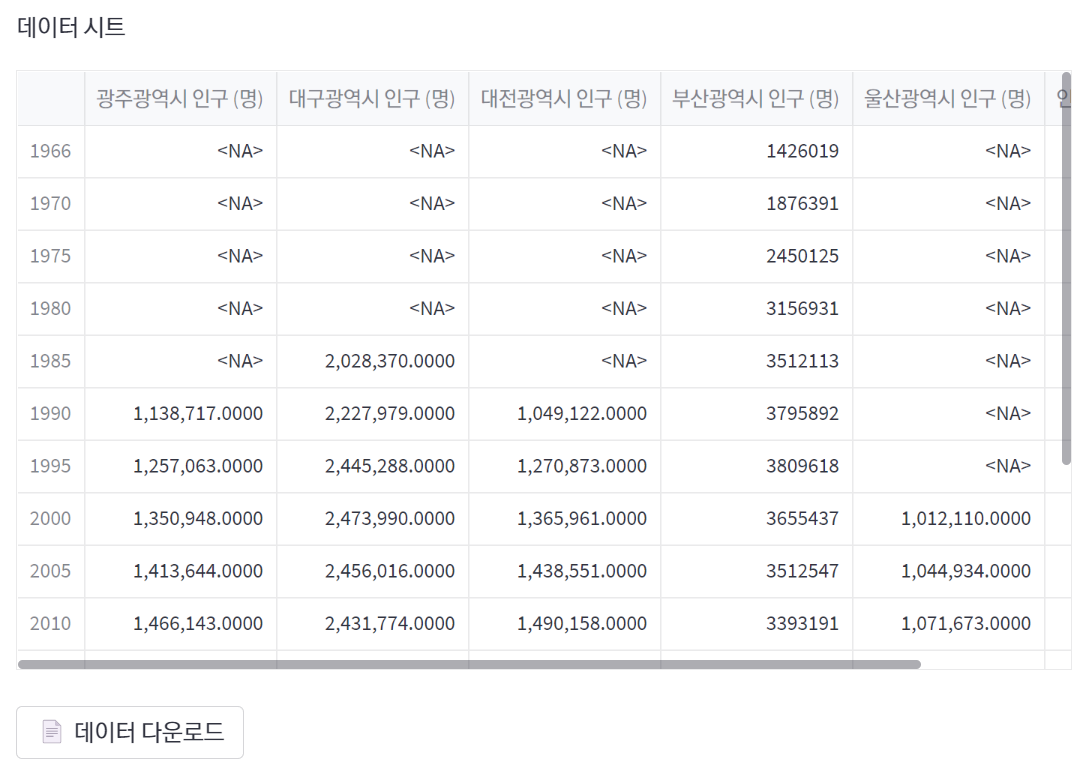 데이터 시트
광주광역시 인구 (명) 대구광역시 인구 (명) 대전광역시 인구 (명) 부산광역시 인구 (명) 울산광역시 인구 (명)
1966 <NA> <NA> <NA> 1426019 <NA>
1970 <NA> <NA> <NA> 1876391 <NA>
1975 <NA> <NA> <NA> 2450125 <NA>
1980 <NA> <NA> <NA> 3156931 <NA>
1985 <NA> 2,028,370.0000 <NA> 3512113 <NA>
1990 1,138,717.0000 2,227,979.0000 1,049,122.0000 3795892 <NA>
1995 1,257,063.0000 2,445,288.0000 1,270,873.0000 3809618 <NA>
2000 1,350,948.0000 2,473,990.0000 1,365,961.0000 3655437 1,012,110.0000
2005 1,413,644.0000 2,456,016.0000 1,438,551.0000 3512547 1,044,934.0000
2010 1,466,143.0000 2,431,774.0000 1,490,158.0000 3393191 1,071,673.0000
데이터 다운로드